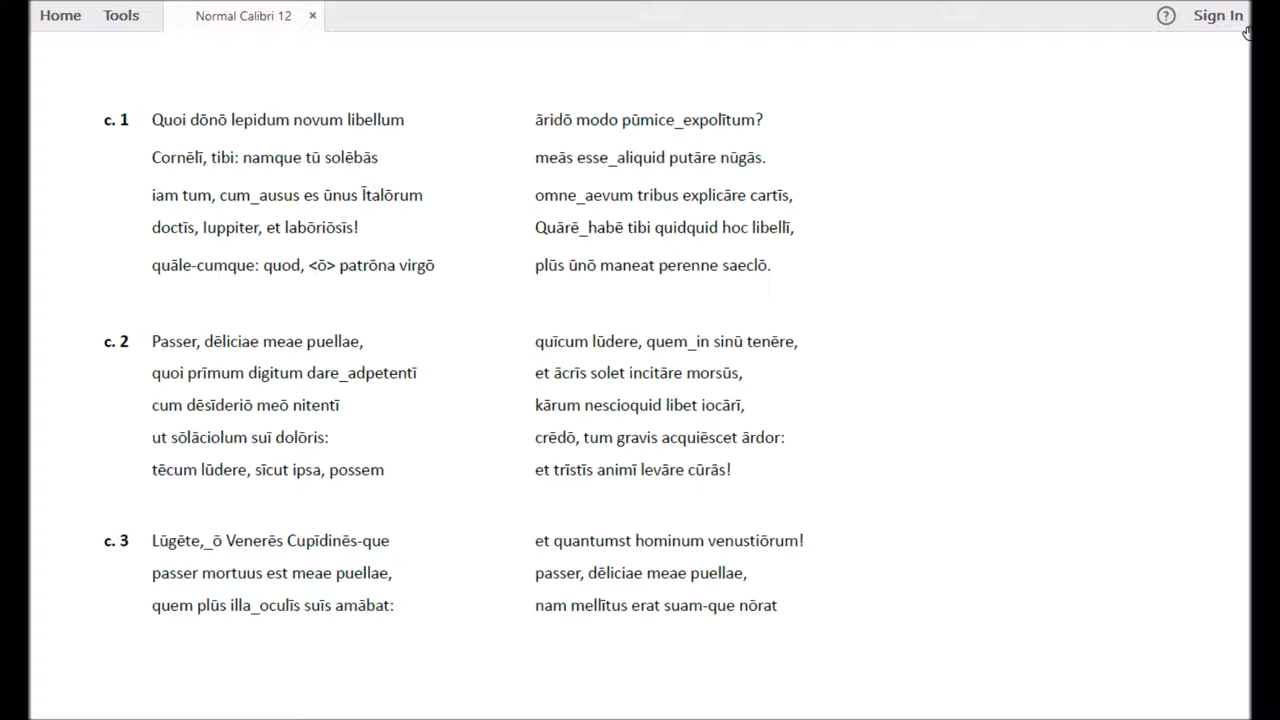 Home Tools Normal Calibri 12 × ? Sign In
c. 1 Quoi dōnō lepidum novum libellum āridō modo pūmice_expolītum?
Cornēlī, tibi: namque tū solēbās meās esse_aliquid putāre nūgās.
iam tum, cum_ausus es ūnus Ītalōrum omne_aevum tribus explicāre cartīs,
doctīs, Iuppiter, et labōriōsīs! Quārē_habē tibi quidquid hoc libellī,
quāle-cumque: quod, <ō> patrōna virgō plūs ūnō maneat perenne saeclō.
c. 2 Passer, dēliciae meae puellae, quīcum lūdere, quem_in sinū tenēre,
quoi prīmum digitum dare_adpetentī et ācrīs solet incitāre morsūs,
cum dēsīderiō meō nitentī kārum nescioquid libet iocārī,
ut sōlāciolum suī dolōris: crēdō, tum gravis acquiēscet ārdor:
tēcum lūdere, sīcut ipsa, possem et trīstīs animī levāre cūrās!
c. 3 Lūgēte,_ō Venerēs Cupīdinēs-que et quantumst hominum venustiōrum!
passer mortuus est meae puellae, passer, dēliciae meae puellae,
quem plūs illa_oculīs suīs amābat: nam mellītus erat suam-que nōrat